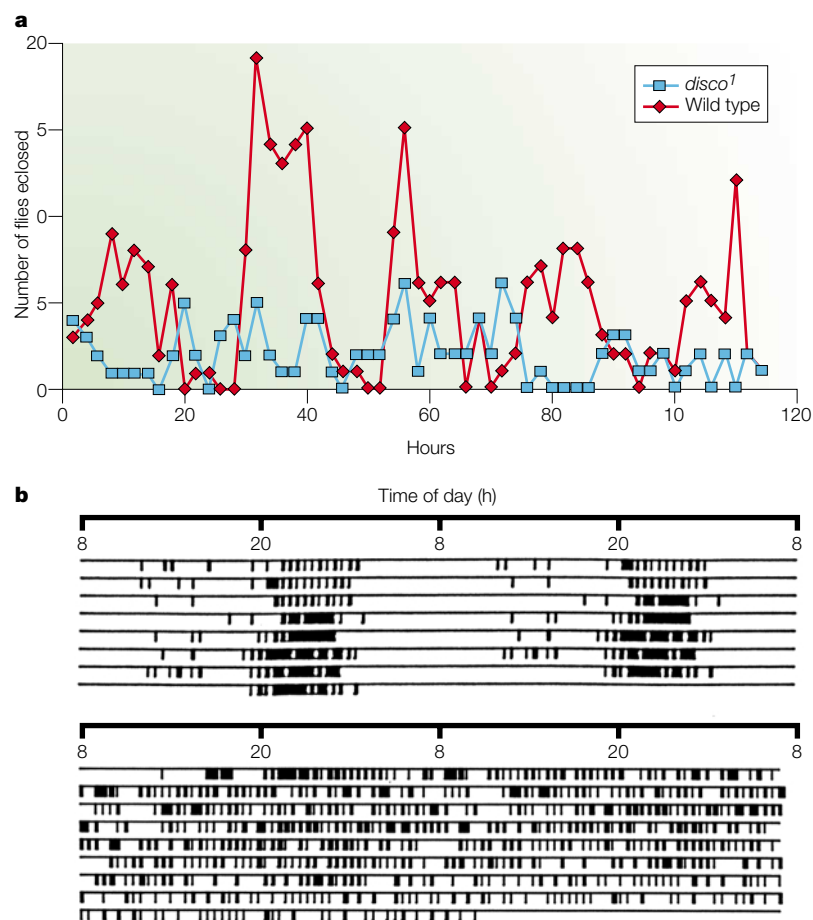 a
20
5
0
5
0
Number of flies eclosed
disco1
Wild type
0 20 40 60 80 10 120
Hours
b
Time of day (h)
8 20 8 20 8
8 20 8 20 8